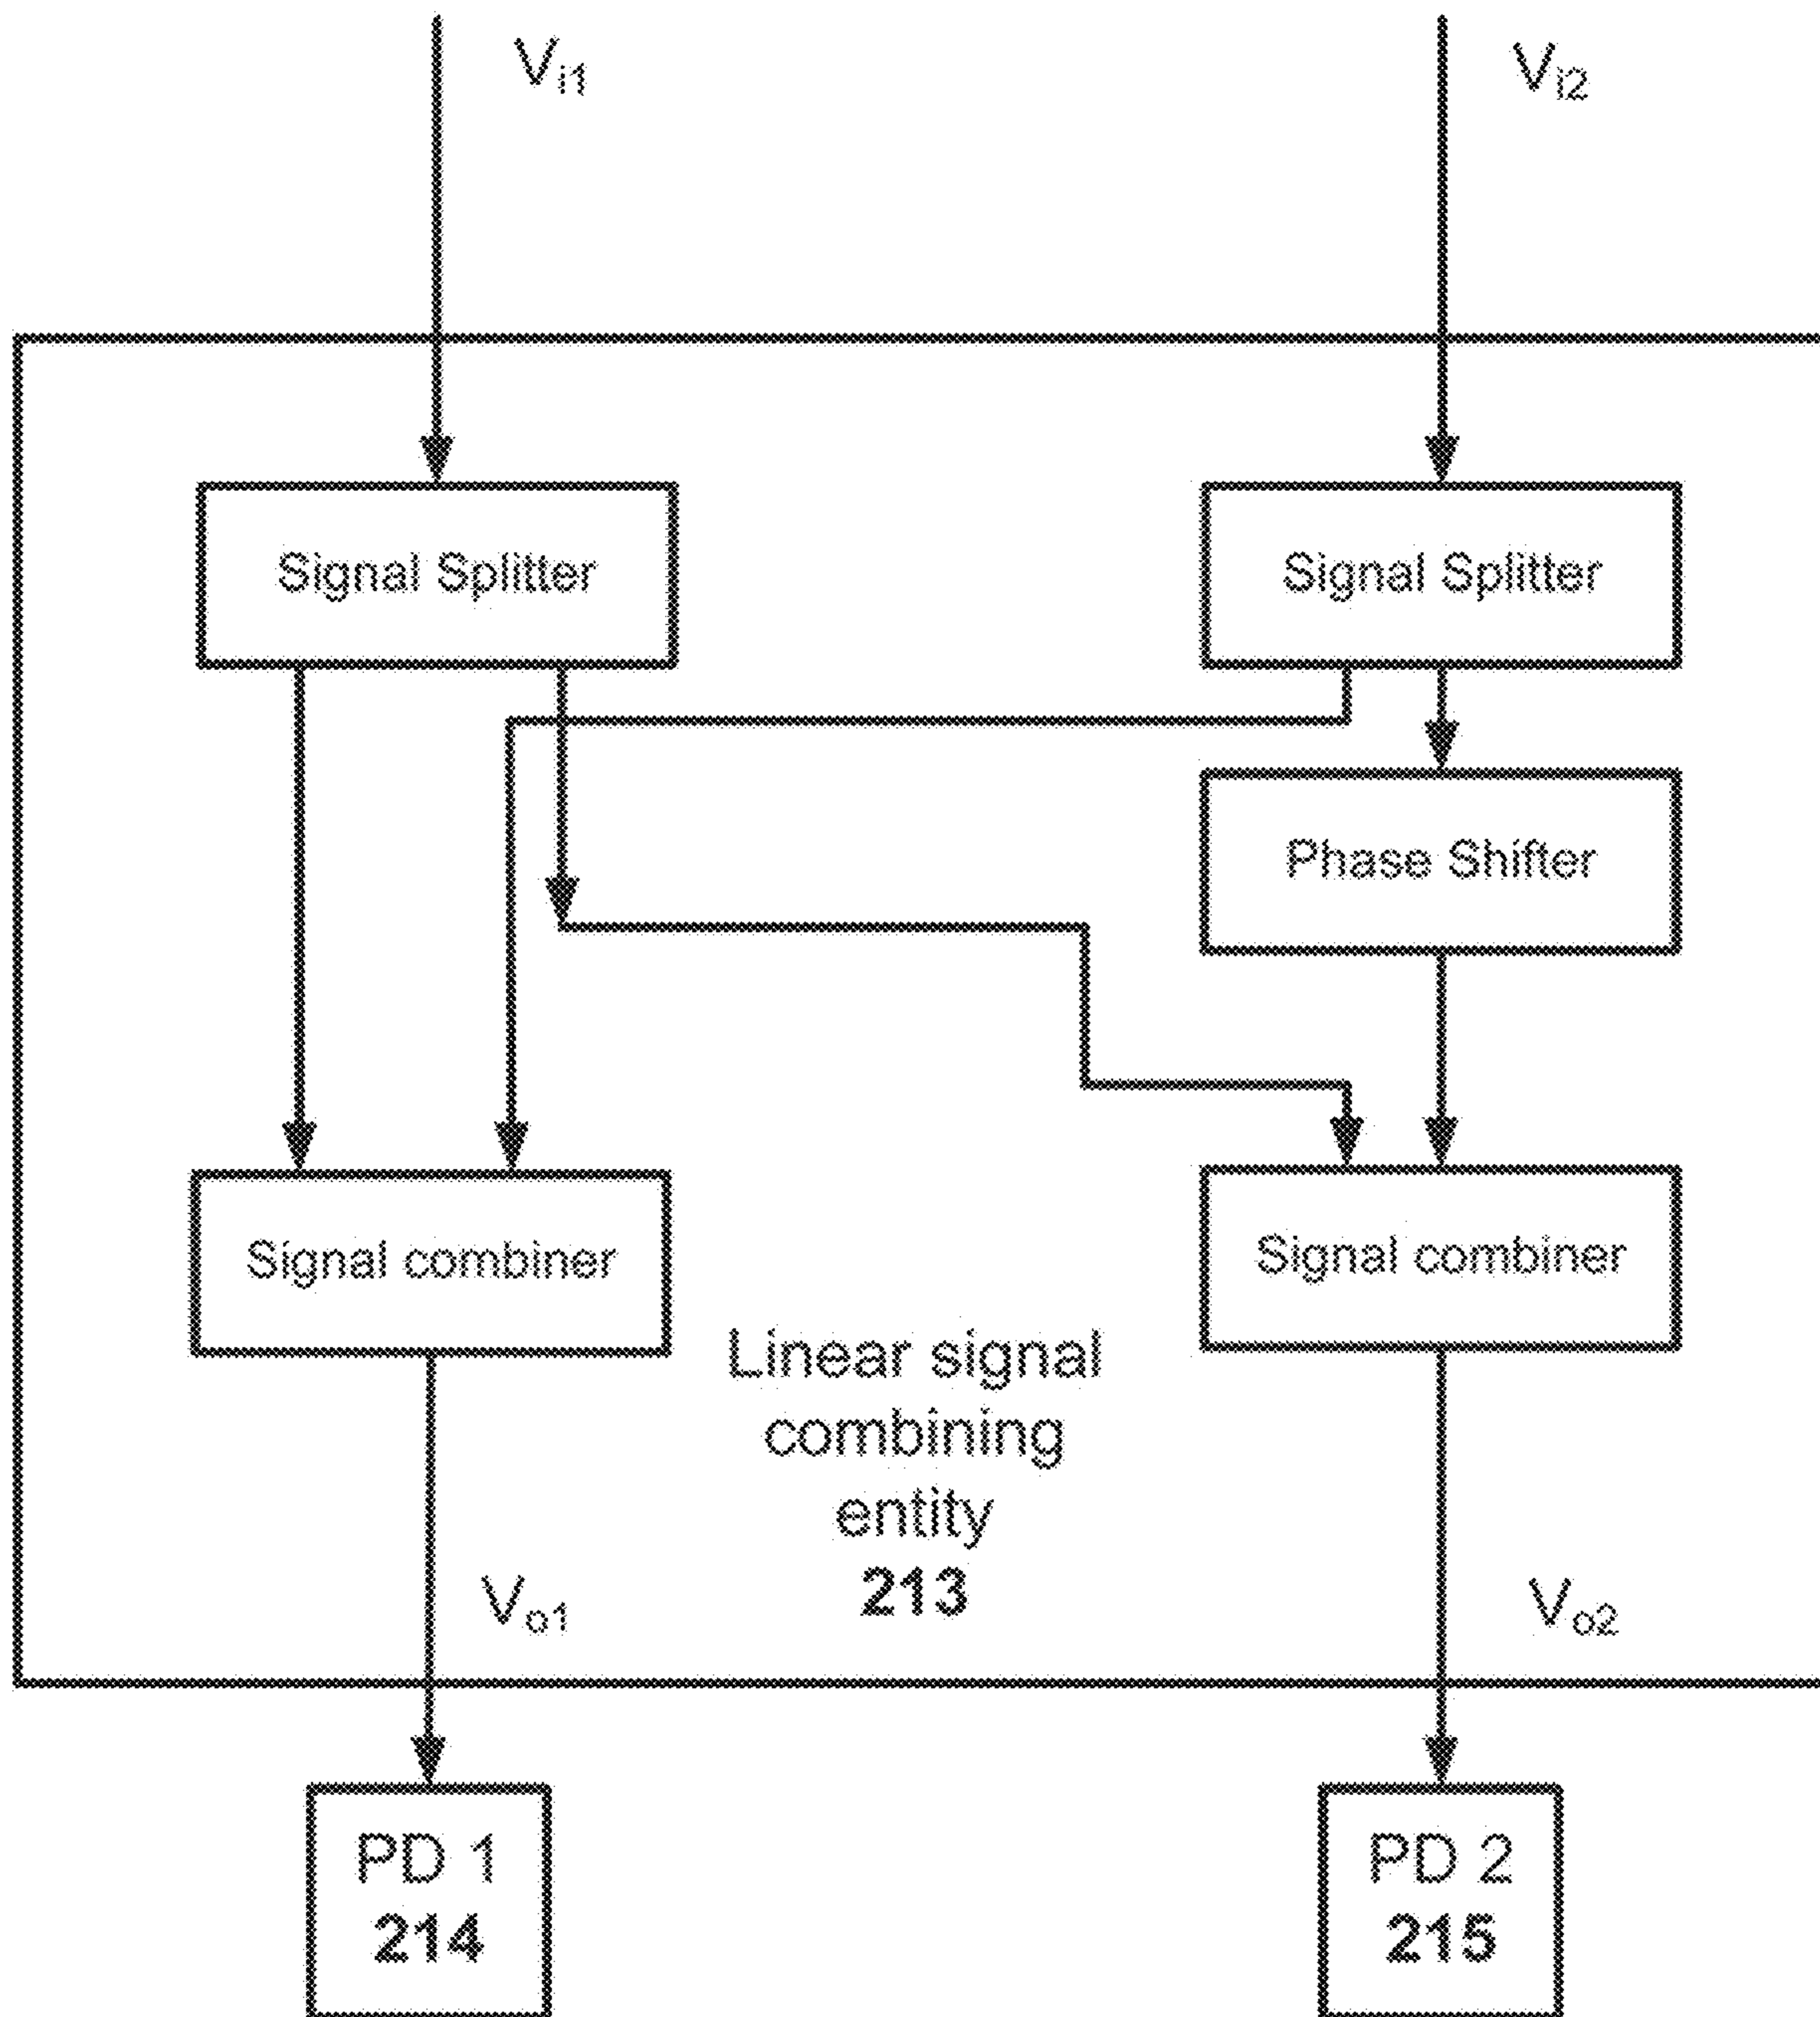 Vi1
Vi2
Signal Splitter
Signal Splitter
Phase Shifter
Signal combiner
Signal combiner
Linear signal
combining
entity
213
Vo1
Vo2
PD 1
214
PD 2
215